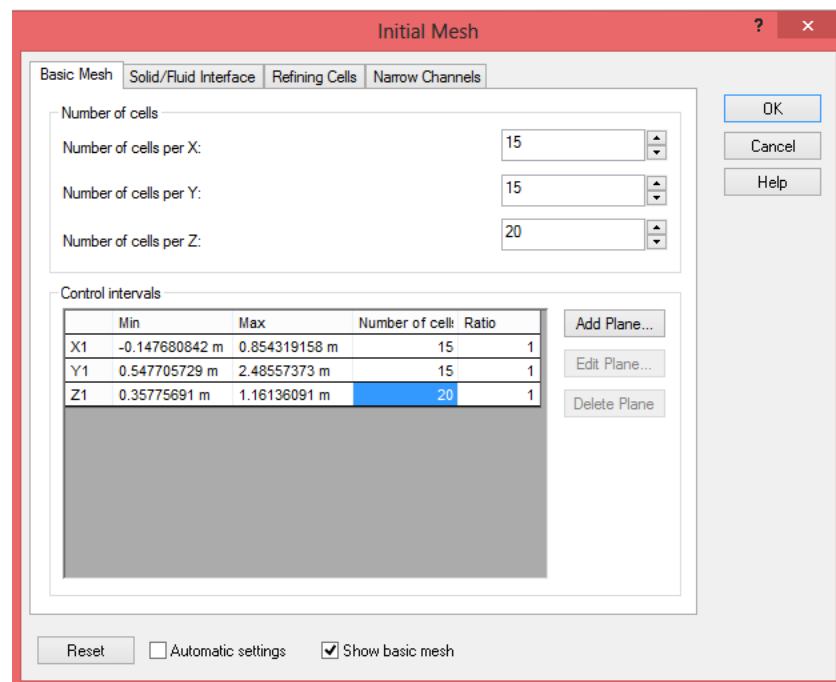 Initial Mesh
? ×
Basic Mesh Solid/Fluid Interface Refining Cells Narrow Channels
OK
Cancel
Help
Number of cells
Number of cells per X: 15
Number of cells per Y: 15
Number of cells per Z: 20
Control intervals
Min Max Number of cell: Ratio
X1 -0.147680842 m 0.854319158 m 15 1
Y1 0.547705729 m 2.48557373 m 15 1
Z1 0.35775691 m 1.16136091 m 20 1
Add Plane...
Edit Plane...
Delete Plane
Reset Automatic settings Show basic mesh